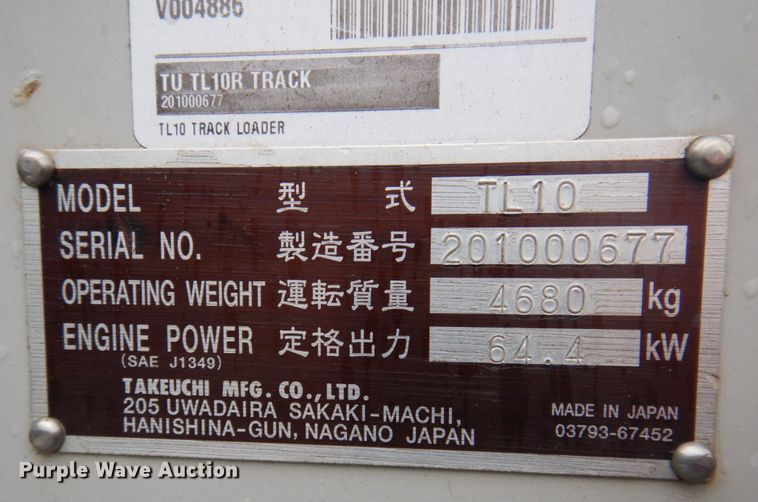 V004886
TU TL10R TRACK
201000677
TL10 TRACK LOADER
MODEL 型式 TL10
SERIAL NO. 製造番号 201000677
OPERATING WEIGHT 運転質量 4680 kg
ENGINE POWER 定格出力 64.4 kW
(SAE J1349)
TAKEUCHI MFG. CO., LTD.
205 UWADAIRA SAKAKI-MACHI,
HANISHINA-GUN, NAGANO JAPAN
MADE IN JAPAN
03793-67452
Purple Wave Auction